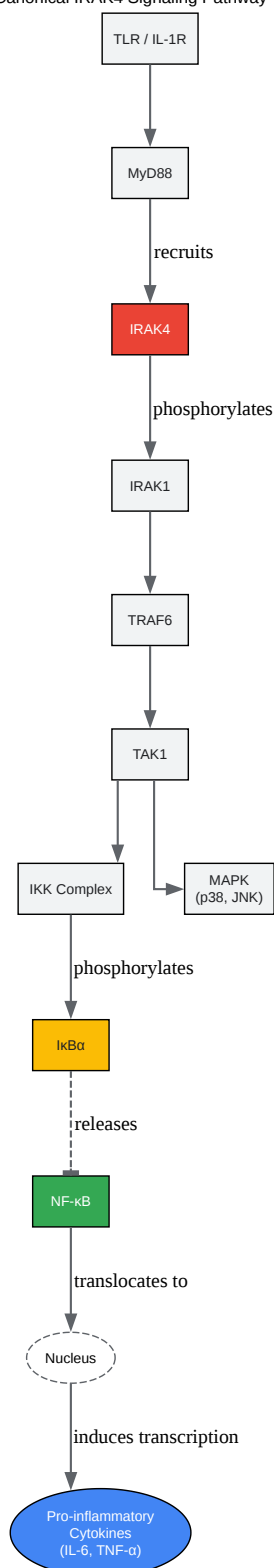 Canonical IRAK4 Signaling Pathway
TLR / IL-1R
MyD88
recruits
IRAK4
phosphorylates
IRAK1
TRAF6
TAK1
IKK Complex
MAPK
(p38, JNK)
phosphorylates
IκBα
releases
NF-κB
translocates to
Nucleus
induces transcription
Pro-inflammatory
Cytokines
(IL-6, TNF-α)